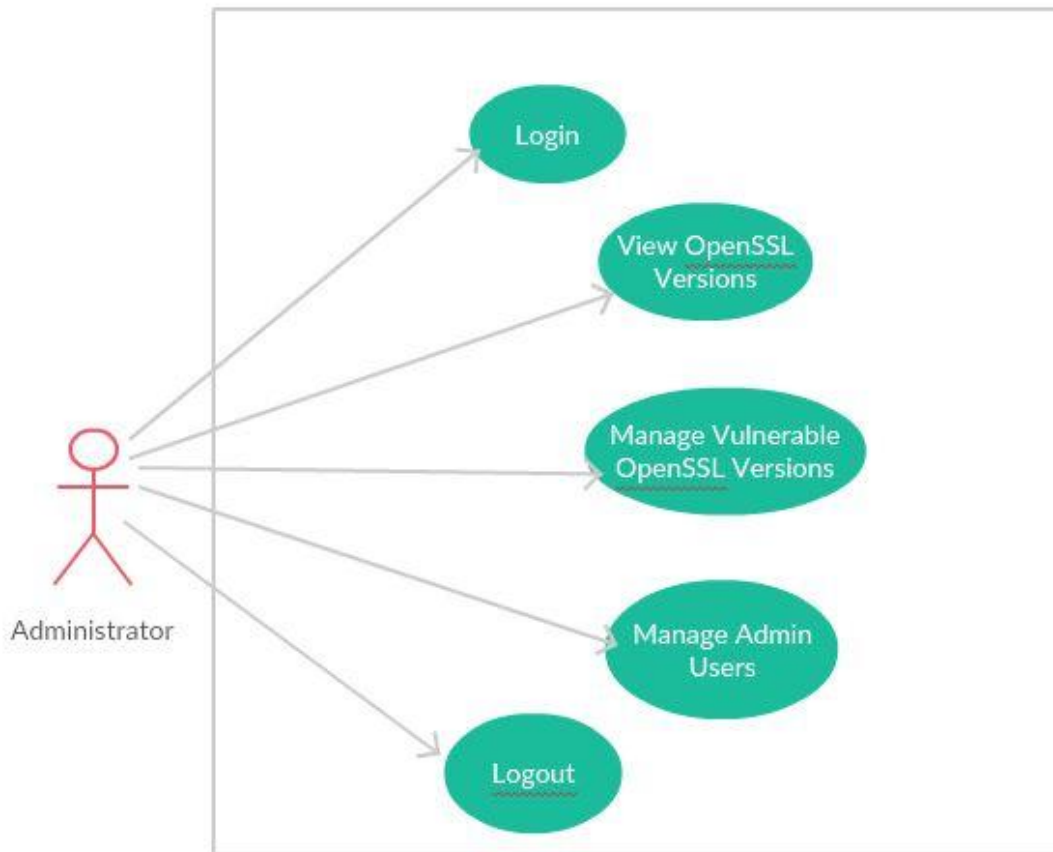 Login
View OpenSSL
Versions
Manage Vulnerable
OpenSSL Versions
Administrator
Manage Admin
Users
Logout